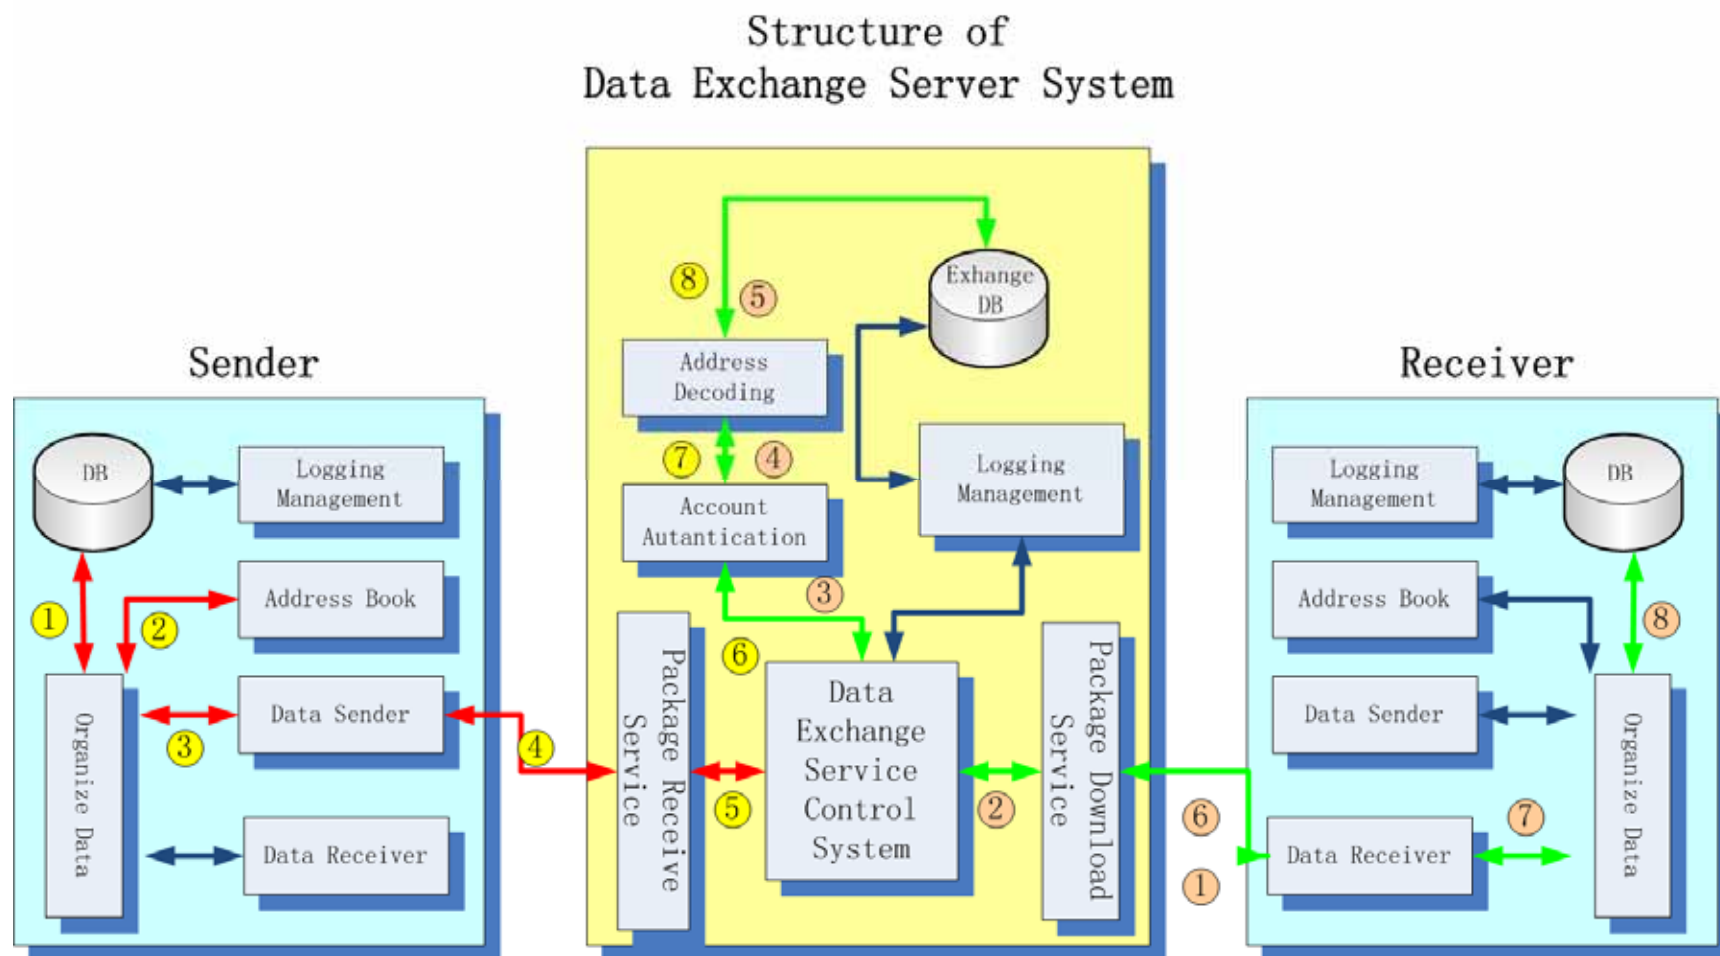 Structure of
Data Exchange Server System
Sender
DB
Logging
Management
①
②
Address Book
Organize Data
③
Data Sender
④
Data Receiver
⑧
⑤
Exhange
DB
Address
Decoding
⑦
④
Account
Autantication
Logging
Management
③
⑥
Package Receive
Service
⑤
Data
Exchange
Service
Control
System
②
Package Download
Service
⑥
①
Receiver
Logging
Management
DB
Address Book
⑧
Data Sender
Organize Data
⑦
Data Receiver